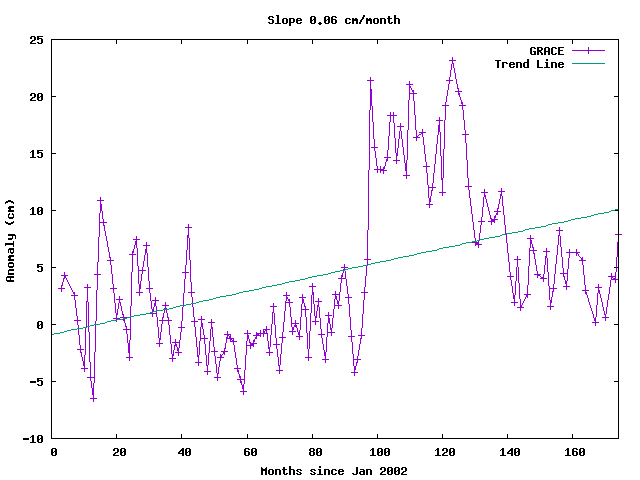 Slope 0.06 cm/month
25
20
15
10
5
0
-5
-10
0 20 40 60 80 100 120 140 160
Anomaly (cm)
Months since Jan 2002
GRACE
Trend Line